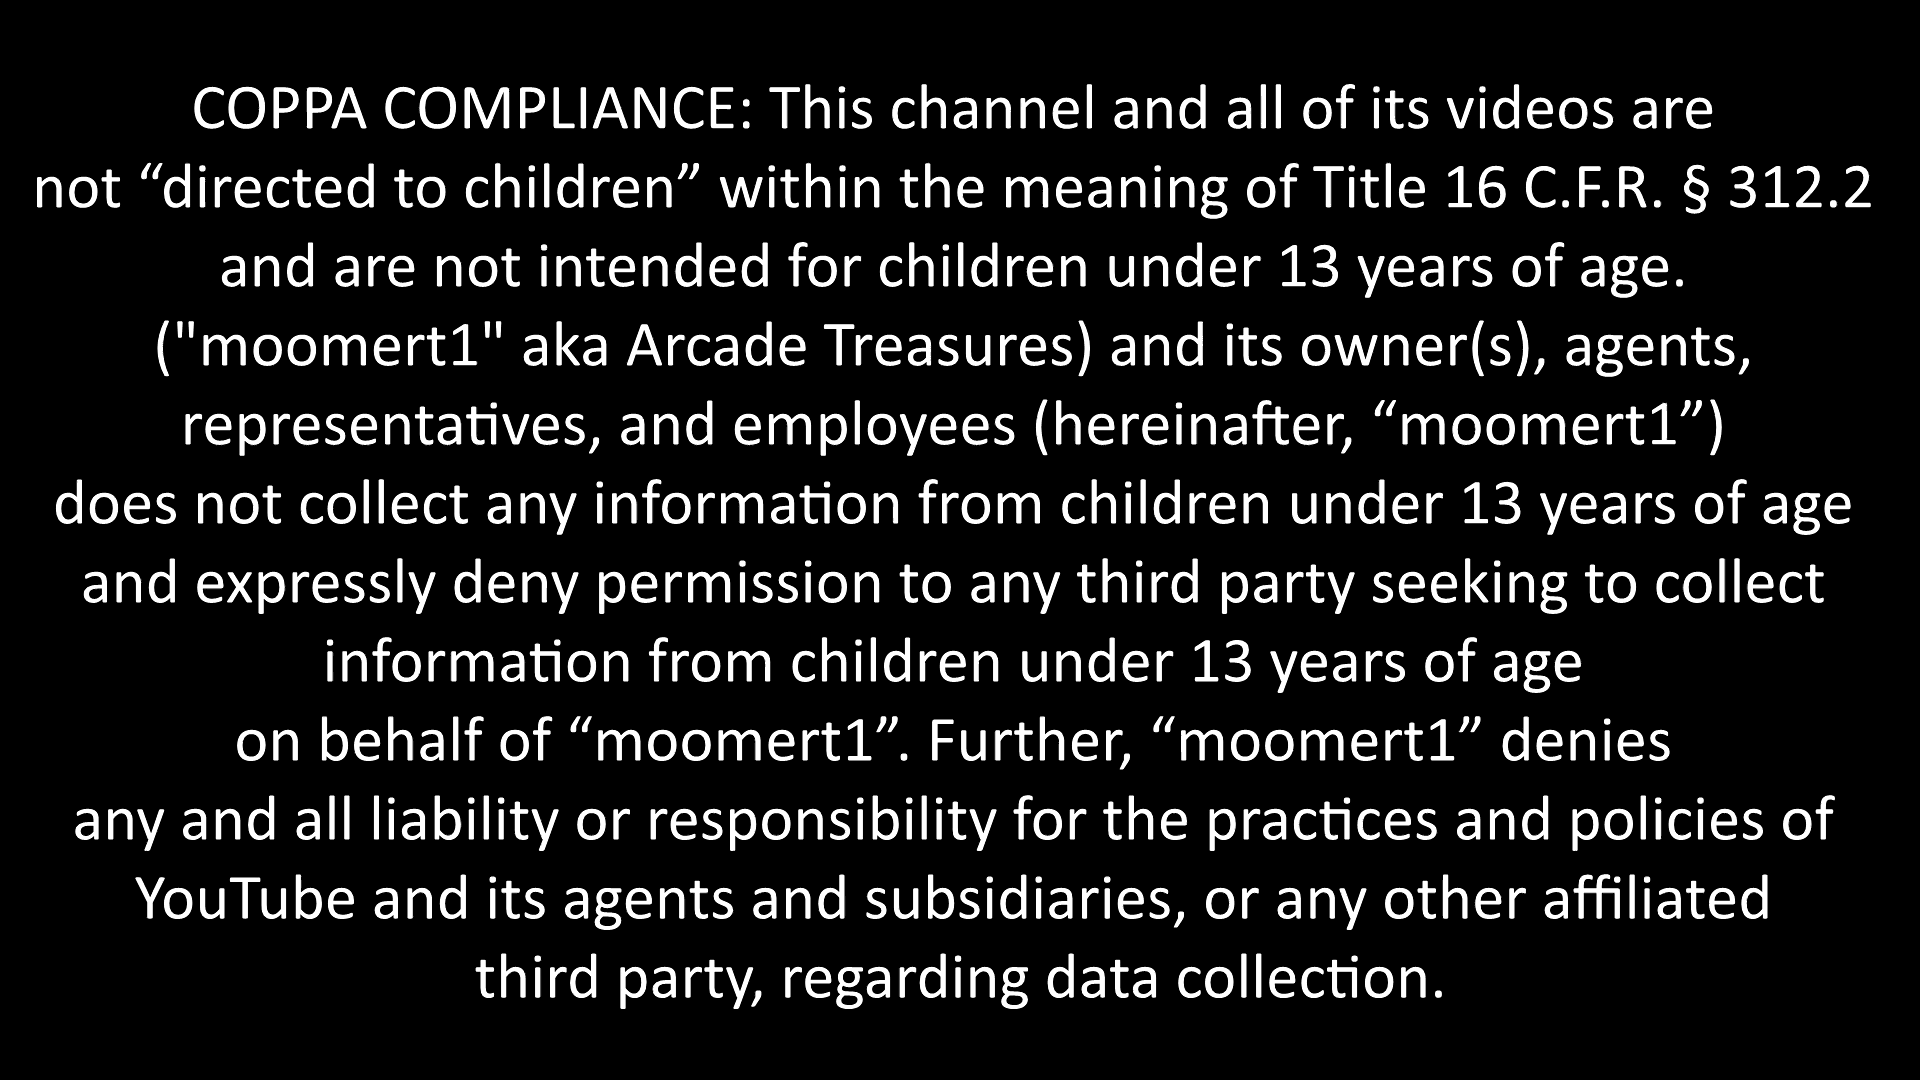 COPPA COMPLIANCE: This channel and all of its videos are
not “directed to children” within the meaning of Title 16 C.F.R. § 312.2
and are not intended for children under 13 years of age.
("moomert1" aka Arcade Treasures) and its owner(s), agents,
representatives, and employees (hereinafter, “moomert1”)
does not collect any information from children under 13 years of age
and expressly deny permission to any third party seeking to collect
information from children under 13 years of age
on behalf of “moomert1”. Further, “moomert1” denies
any and all liability or responsibility for the practices and policies of
YouTube and its agents and subsidiaries, or any other affiliated
third party, regarding data collection.